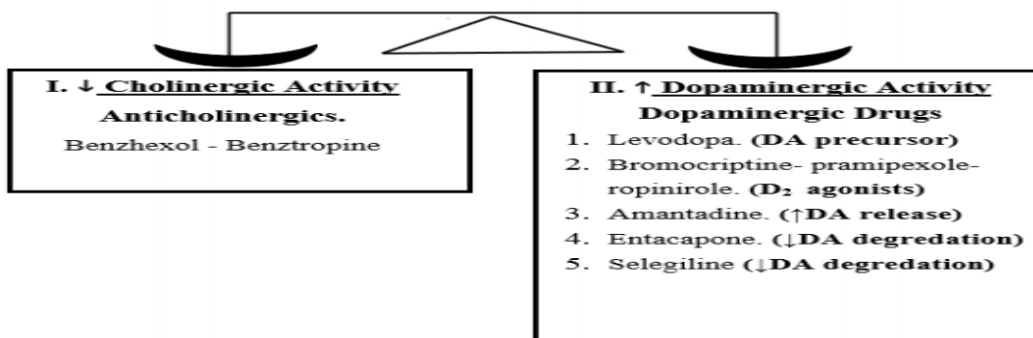 I. ↓ Cholinergic Activity
Anticholinergics.
Benzhexol - Benztropine
II. ↑ Dopaminergic Activity
Dopaminergic Drugs
1. Levodopa. (DA precursor)
2. Bromocriptine- pramipexole-
ropinirole. (D₂ agonists)
3. Amantadine. (↑DA release)
4. Entacapone. (↓DA degredation)
5. Selegiline (↓DA degredation)